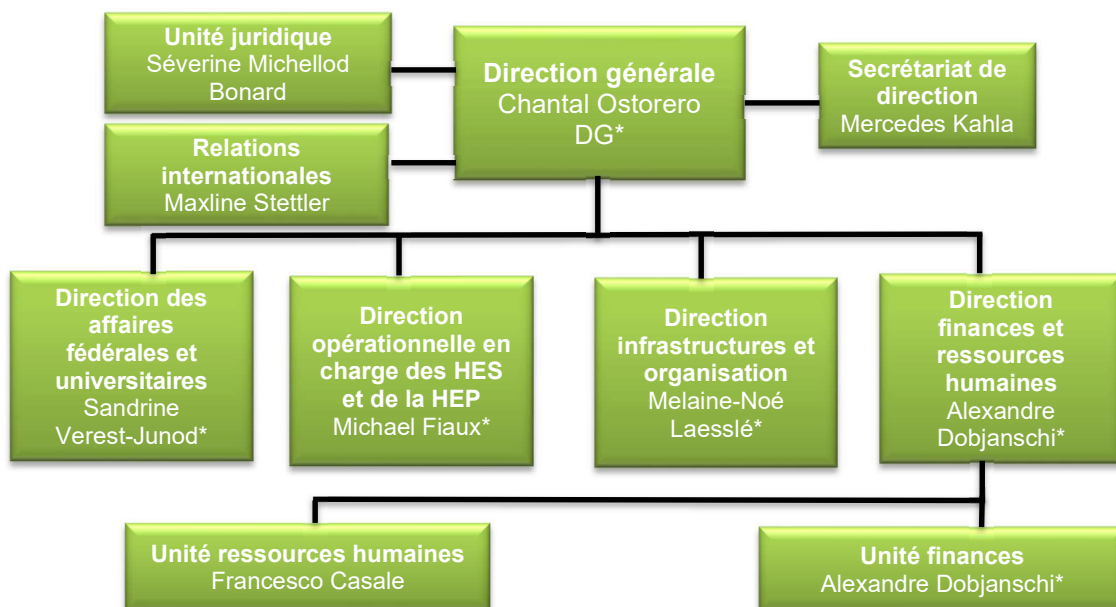 Unité juridique
Séverine Michellod
Bonard
Direction générale
Chantal Ostorero
DG*
Secrétariat de
direction
Mercedes Kahla
Relations
internationales
Maxline Stettler
Direction des
affaires
fédérales et
universitaires
Sandrine
Verest-Junod*
Direction
opérationnelle en
charge des HES
et de la HEP
Michael Fiaux*
Direction
infrastructures et
organisation
Melaine-Noé
Laesslé*
Direction
finances et
ressources
humaines
Alexandre
Dobjanschi*
Unité ressources humaines
Francesco Casale
Unité finances
Alexandre Dobjanschi*